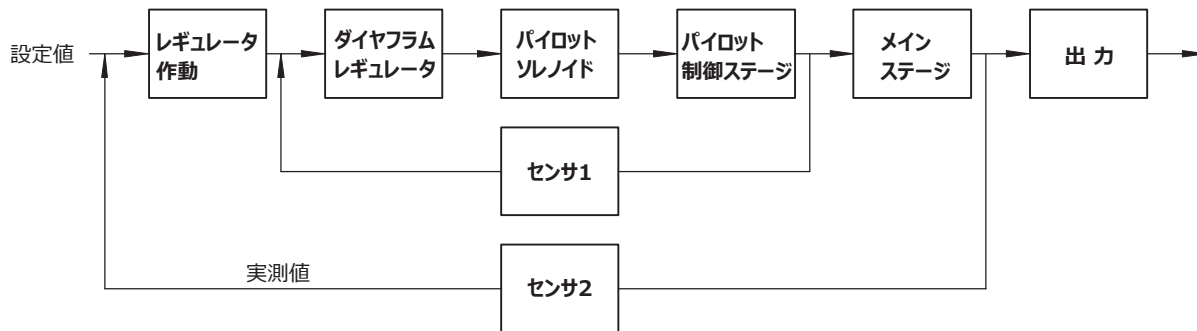 設定値
レギュレータ
作動
ダイヤフラム
レギュレータ
パイロット
ソレノイド
パイロット
制御ステージ
メイン
ステージ
出 力
センサ1
実測値
センサ2